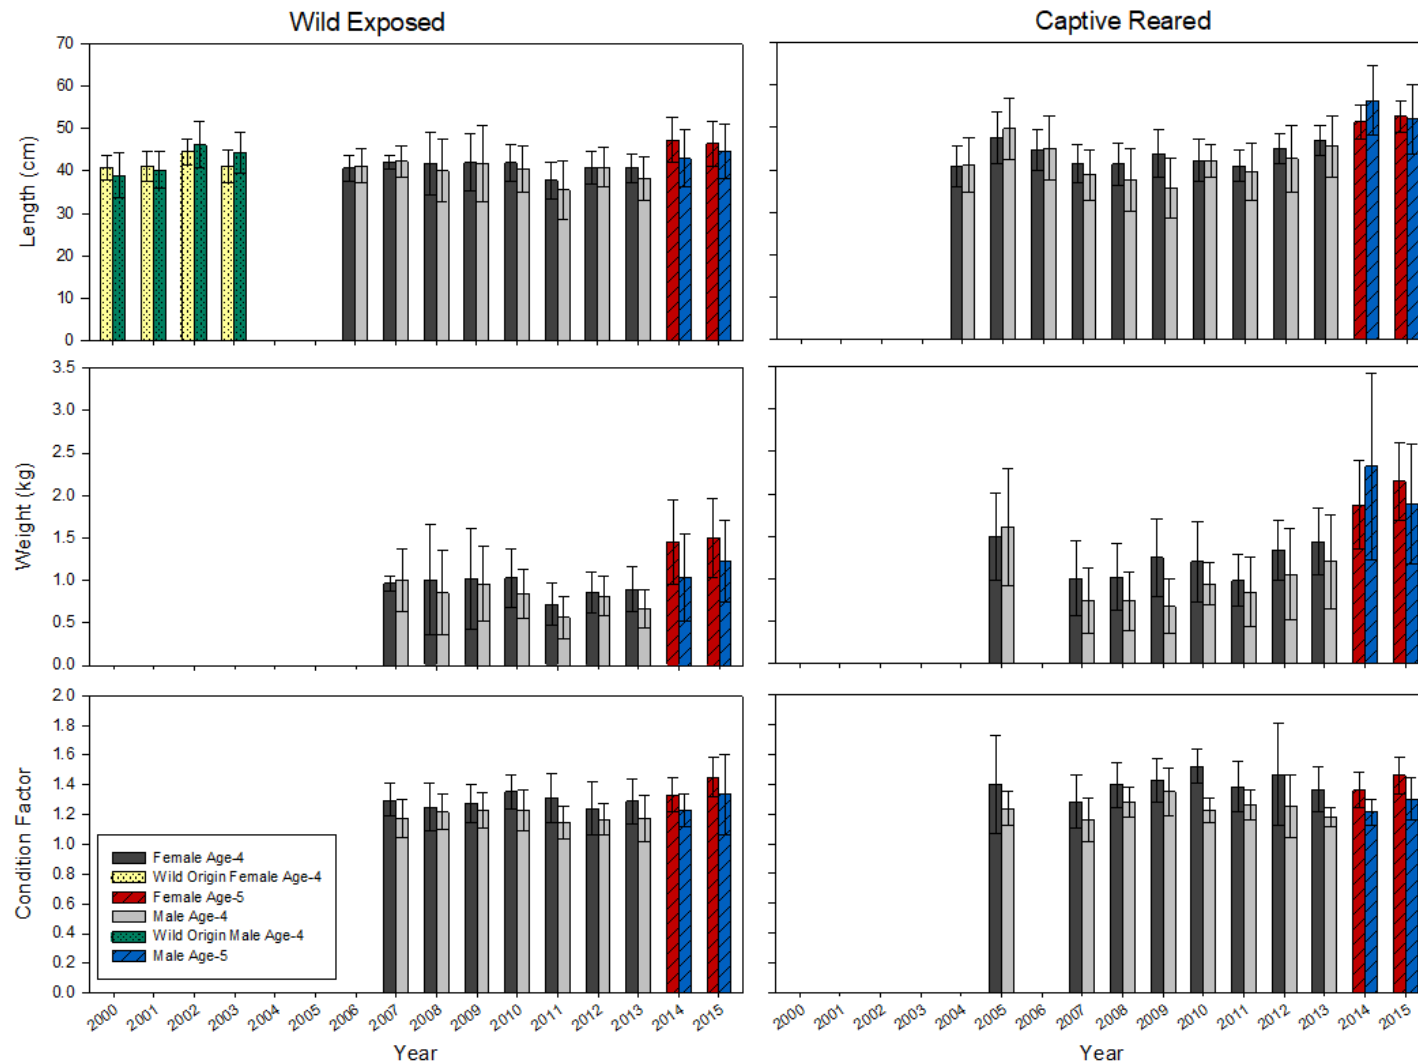 Wild Exposed
Captive Reared
Length (cm)
70
60
50
40
30
20
10
0
Weight (kg)
3.5
3.0
2.5
2.0
1.5
1.0
0.5
0.0
Condition Factor
2.0
1.8
1.6
1.4
1.2
1.0
0.8
0.6
0.4
0.2
0.0
Female Age-4
Wild Origin Female Age-4
Female Age-5
Male Age-4
Wild Origin Male Age-4
Male Age-5
2000 2001 2002 2003 2004 2005 2006 2007 2008 2009 2010 2011 2012 2013 2014 2015
2000 2001 2002 2003 2004 2005 2006 2007 2008 2009 2010 2011 2012 2013 2014 2015
Year
Year